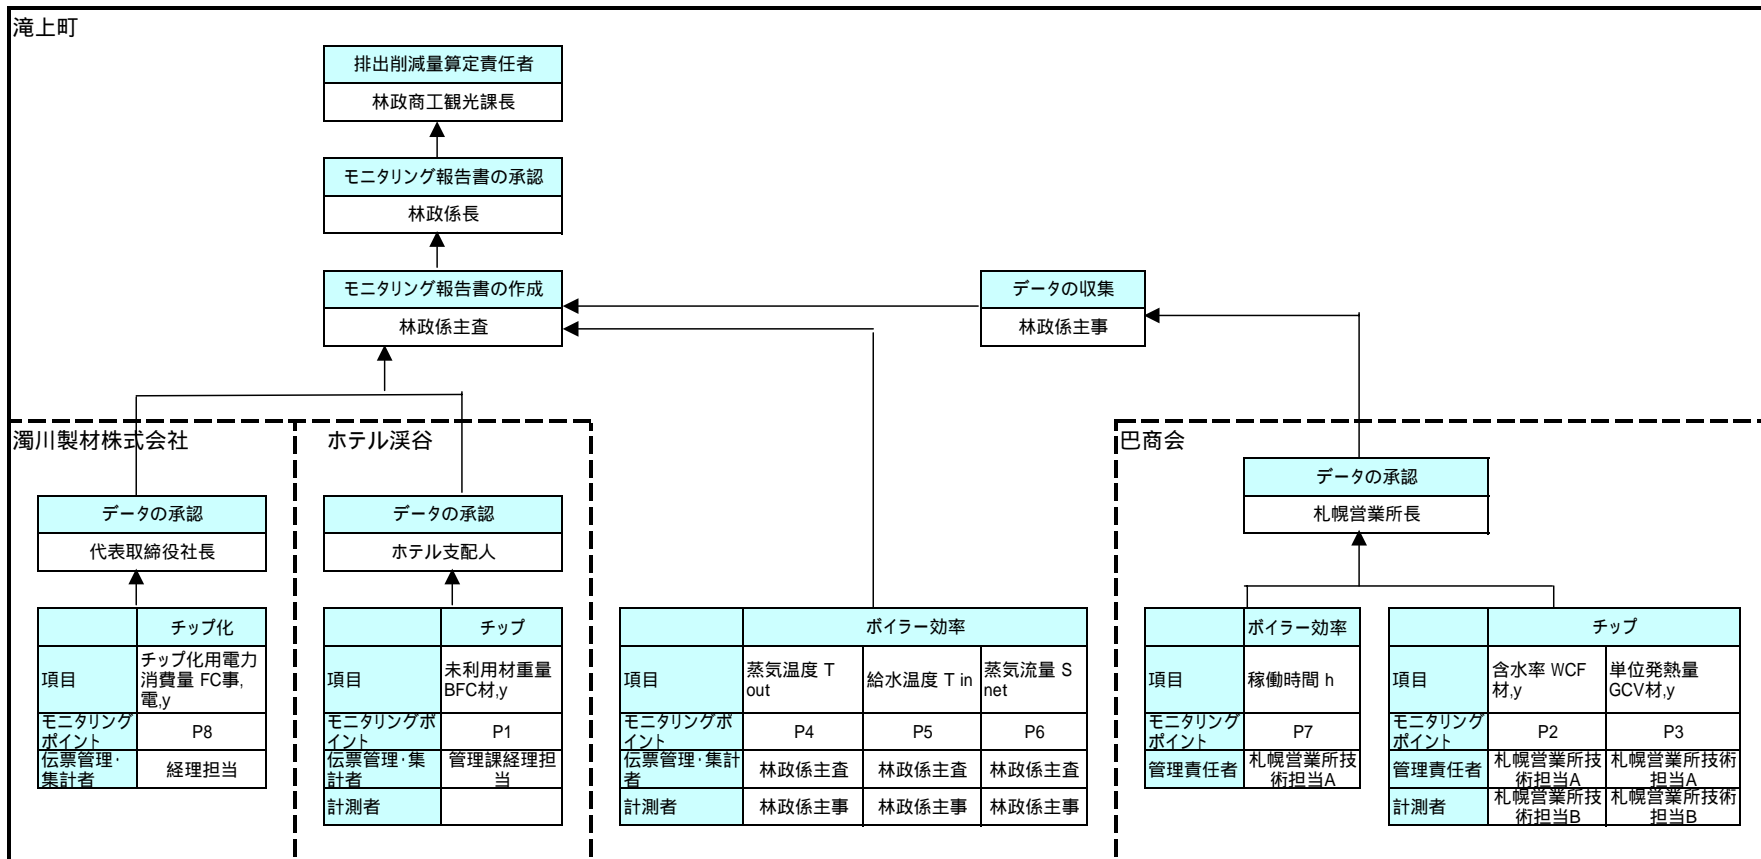 滝上町
排出削減量算定責任者
林政商工観光課長
モニタリング報告書の承認
林政係長
モニタリング報告書の作成
林政係主査
データの収集
林政係主事
濁川製材株式会社
データの承認
代表取締役社長
チップ化
項目
チップ化用電力
消費量 FC事,
電,y
モニタリング
ポイント
P8
伝票管理・
集計者
経理担当
ホテル渓谷
データの承認
ホテル支配人
チップ
項目
未利用材重量
BFC材,y
モニタリングポ
イント
P1
伝票管理・集
計者
管理課経理担
当
計測者
ボイラー効率
項目
蒸気温度 T
out
給水温度 T in
蒸気流量 S
net
モニタリングポ
イント
P4
P5
P6
伝票管理・集計
者
林政係主査
林政係主査
林政係主査
計測者
林政係主事
林政係主事
林政係主事
巴商会
データの承認
札幌営業所長
ボイラー効率
項目
稼働時間 h
モニタリング
ポイント
P7
管理責任者
札幌営業所技
術担当A
チップ
項目
含水率 WCF
材,y
単位発熱量
GCV材,y
モニタリング
ポイント
P2
P3
管理責任者
札幌営業所技
術担当A
札幌営業所技術
担当A
計測者
札幌営業所技
術担当B
札幌営業所技術
担当B